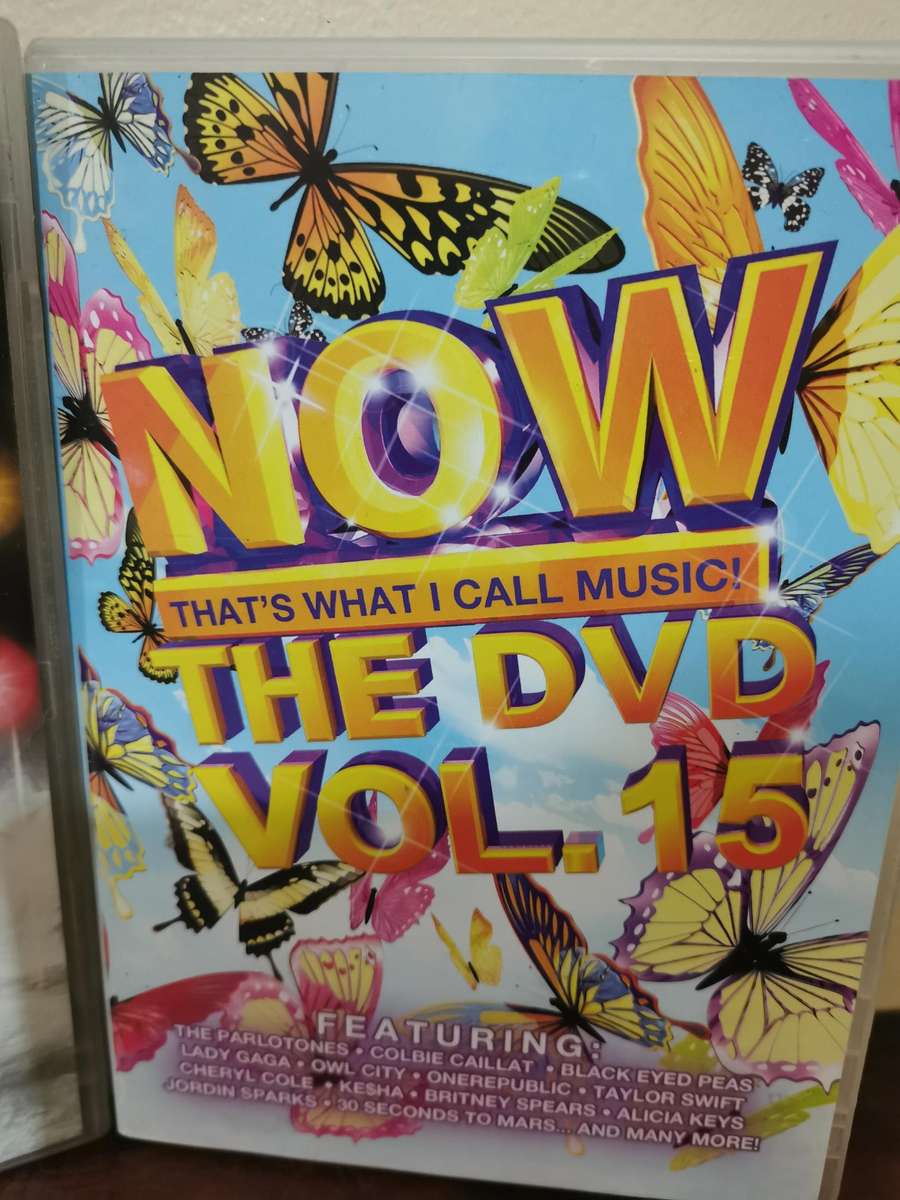 NOW
THAT'S WHAT I CALL MUSIC!
THE DVD
VOL. 15
FEATURING:
THE PARLOTONES • COLBIE CAILLAT • BLACK EYED PEAS
LADY GAGA • OWL CITY • ONEREPUBLIC • TAYLOR SWIFT
CHERYL COLE • KE$HA • BRITNEY SPEARS • ALICIA KEYS
JORDIN SPARKS • 30 SECONDS TO MARS... AND MANY MORE!